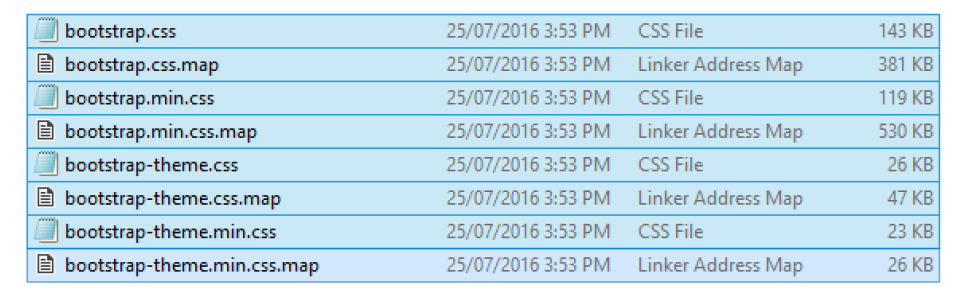 bootstrap.css 25/07/2016 3:53 PM CSS File 143 KB
bootstrap.css.map 25/07/2016 3:53 PM Linker Address Map 381 KB
bootstrap.min.css 25/07/2016 3:53 PM CSS File 119 KB
bootstrap.min.css.map 25/07/2016 3:53 PM Linker Address Map 530 KB
bootstrap-theme.css 25/07/2016 3:53 PM CSS File 26 KB
bootstrap-theme.css.map 25/07/2016 3:53 PM Linker Address Map 47 KB
bootstrap-theme.min.css 25/07/2016 3:53 PM CSS File 23 KB
bootstrap-theme.min.css.map 25/07/2016 3:53 PM Linker Address Map 26 KB